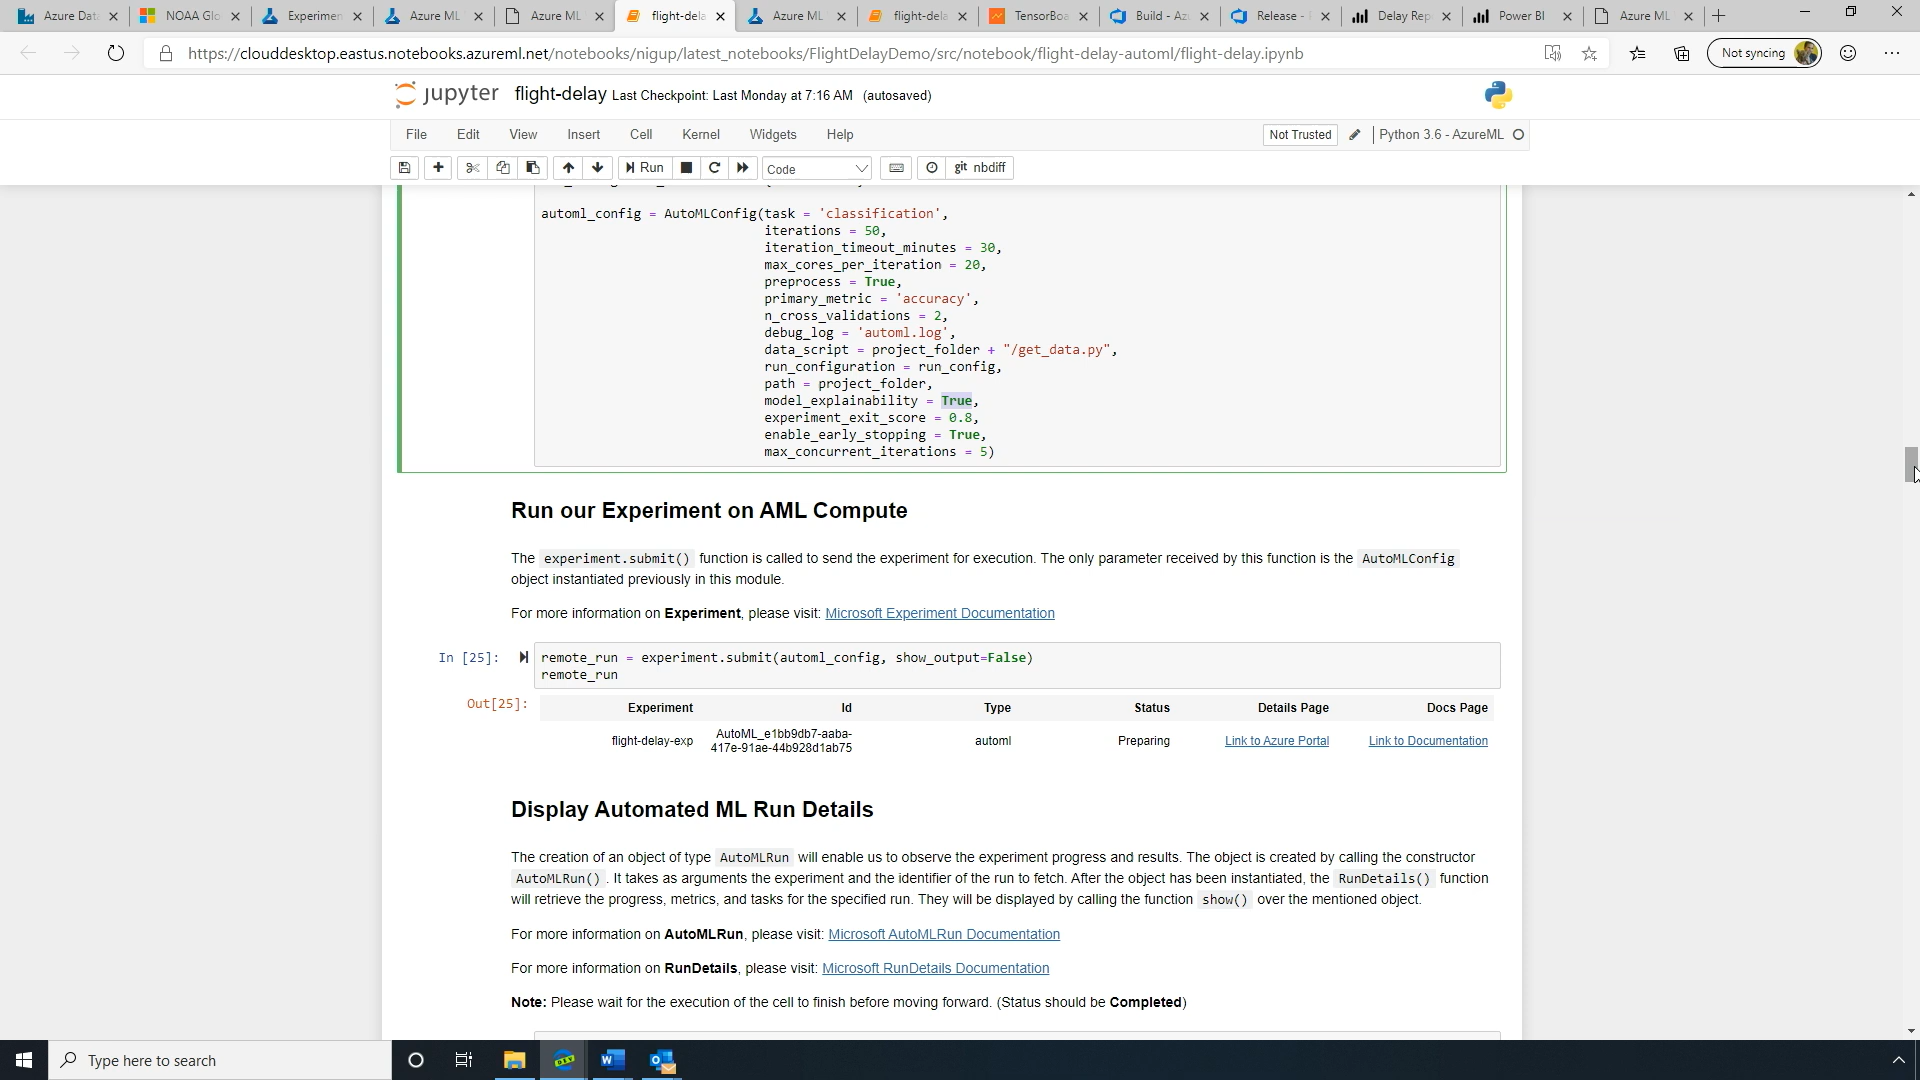 Azure Dat
NOAA Glo
Experimen
Azure ML
Azure ML
flight-dela
Azure ML
flight-dela
TensorBoa
Build - Az
Release -
Delay Rep
Power BI
Azure ML
https://clouddesktop.eastus.notebooks.azureml.net/notebooks/nigup/latest_notebooks/FlightDelayDemo/src/notebook/flight-delay-automl/flight-delay.ipynb
Not syncing
jupyter flight-delay Last Checkpoint: Last Monday at 7:16 AM (autosaved)
File Edit View Insert Cell Kernel Widgets Help
Not Trusted
Python 3.6 - AzureML
Run
Code
git nbdiff
automl_config = AutoMLConfig(task = 'classification',
iterations = 50,
iteration_timeout_minutes = 30,
max_cores_per_iteration = 20,
preprocess = True,
primary_metric = 'accuracy',
n_cross_validations = 2,
debug_log = 'automl.log',
data_script = project_folder + "/get_data.py",
run_configuration = run_config,
path = project_folder,
model_explainability = True,
experiment_exit_score = 0.8,
enable_early_stopping = True,
max_concurrent_iterations = 5)
Run our Experiment on AML Compute
The experiment.submit() function is called to send the experiment for execution. The only parameter received by this function is the AutoMLConfig
object instantiated previously in this module.
For more information on Experiment, please visit: Microsoft Experiment Documentation
In [25]:
remote_run = experiment.submit(automl_config, show_output=False)
remote_run
Out[25]:
Experiment Id Type Status Details Page Docs Page
flight-delay-exp AutoML_e1bb9db7-aaba-
417e-91ae-44b928d1ab75 automl Preparing Link to Azure Portal Link to Documentation
Display Automated ML Run Details
The creation of an object of type AutoMLRun will enable us to observe the experiment progress and results. The object is created by calling the constructor
AutoMLRun() . It takes as arguments the experiment and the identifier of the run to fetch. After the object has been instantiated, the RunDetails() function
will retrieve the progress, metrics, and tasks for the specified run. They will be displayed by calling the function show() over the mentioned object.
For more information on AutoMLRun, please visit: Microsoft AutoMLRun Documentation
For more information on RunDetails, please visit: Microsoft RunDetails Documentation
Note: Please wait for the execution of the cell to finish before moving forward. (Status should be Completed)
Type here to search